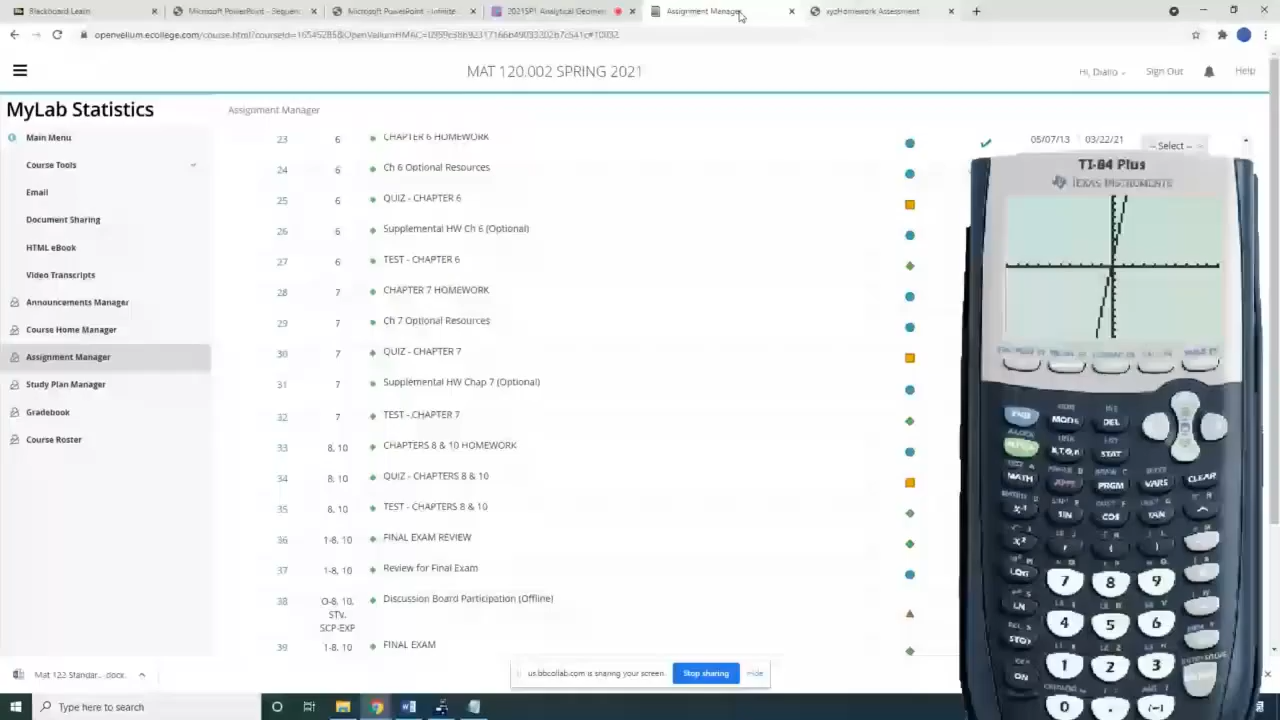 Blackboard Learn
Microsoft PowerPoint - Sequenc
Microsoft PowerPoint - Infinite
2021SP1 Analytical Geomet
Assignment Manager
xyzHomework Assessment
MAT 120.002 SPRING 2021
Hi, Diallo
Sign Out
Help
MyLab Statistics
Assignment Manager
Main Menu
Course Tools
Email
Document Sharing
HTML eBook
Video Transcripts
Announcements Manager
Course Home Manager
Assignment Manager
Study Plan Manager
Gradebook
Course Roster
23 6 CHAPTER 6 HOMEWORK 05/07/13 03/22/21 -- Select --
24 6 Ch 6 Optional Resources
25 6 QUIZ - CHAPTER 6
26 6 Supplemental HW Ch 6 (Optional)
27 6 TEST - CHAPTER 6
28 7 CHAPTER 7 HOMEWORK
29 7 Ch 7 Optional Resources
30 7 QUIZ - CHAPTER 7
31 7 Supplemental HW Chap 7 (Optional)
32 7 TEST - CHAPTER 7
33 8, 10 CHAPTERS 8 & 10 HOMEWORK
34 8, 10 QUIZ - CHAPTERS 8 & 10
35 8, 10 TEST - CHAPTERS 8 & 10
36 1-8, 10 FINAL EXAM REVIEW
37 1-8, 10 Review for Final Exam
38 O-8, 10, Discussion Board Participation (Offline)
STV,
SCP-EXP
39 1-8, 10 FINAL EXAM
TI-84 Plus
TEXAS INSTRUMENTS
2ND MODE DEL
ALPHA X,T,θ,n STAT
MATH APPS PRGM VARS CLEAR
X-1 SIN COS TAN ^
X² , ( )
LOG 7 8 9
LN 4 5 6
STO 1 2 3
ON 0 . (-)
us.bbcollab.com is sharing your screen.
Stop sharing
Hide
Mat 122 Standar....docx
Type here to search